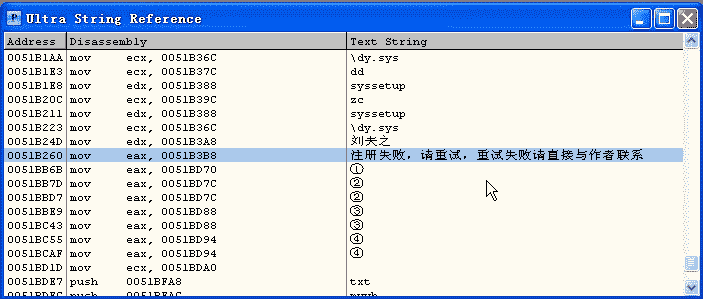 Ultra String Reference
Address Disassembly Text String
0051B1AA mov ecx, 0051B36C \dy.sys
0051B1E3 mov ecx, 0051B37C dd
0051B1E8 mov edx, 0051B388 syssetup
0051B20C mov ecx, 0051B39C zc
0051B211 mov edx, 0051B388 syssetup
0051B223 mov ecx, 0051B36C \dy.sys
0051B24D mov edx, 0051B3A8 刘夫之
0051B260 mov eax, 0051B3B8 注册失败，请重试，重试失败请直接与作者联系
0051BB6B mov eax, 0051BD70 ①
0051BB7D mov eax, 0051BD7C ②
0051BBD7 mov eax, 0051BD7C ②
0051BBE9 mov eax, 0051BD88 ③
0051BC43 mov eax, 0051BD88 ③
0051BC55 mov eax, 0051BD94 ④
0051BCAF mov eax, 0051BD94 ④
0051BD1D mov ecx, 0051BDA0
0051BDE7 push 0051BFA8 txt